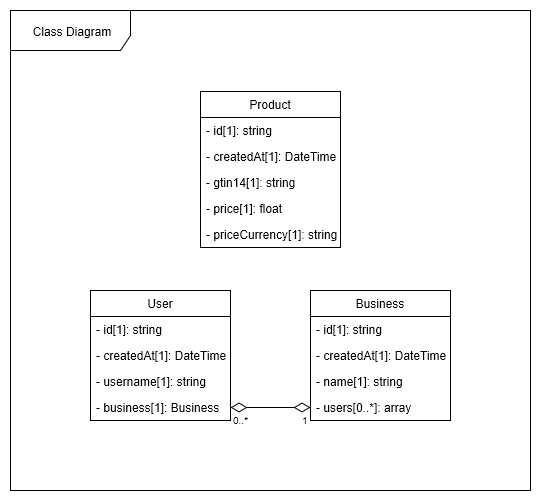 Class Diagram
Product
- id[1]: string
- createdAt[1]: DateTime
- gtin14[1]: string
- price[1]: float
- priceCurrency[1]: string
User
- id[1]: string
- createdAt[1]: DateTime
- username[1]: string
- business[1]: Business
0..*
Business
- id[1]: string
- createdAt[1]: DateTime
- name[1]: string
- users[0..*]: array
1